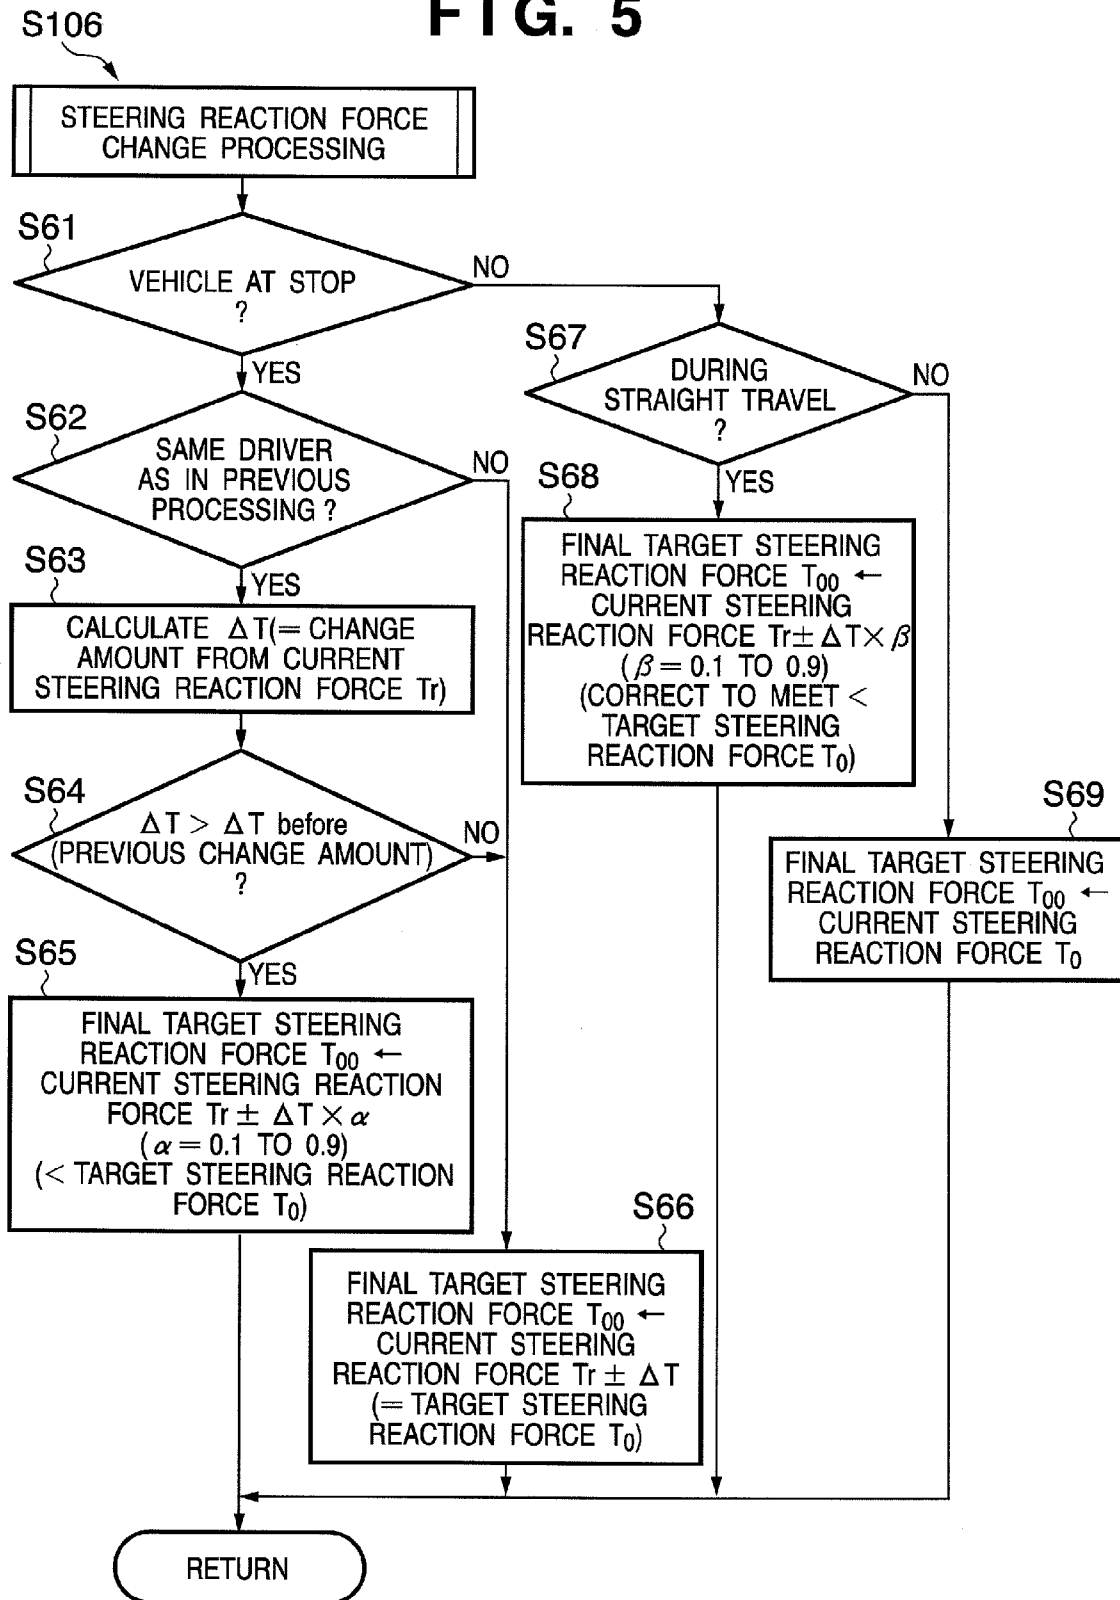 FIG. 5
S106
STEERING REACTION FORCE
CHANGE PROCESSING
S61
VEHICLE AT STOP
?
NO
YES
S67
DURING
STRAIGHT TRAVEL
?
NO
YES
S62
SAME DRIVER
AS IN PREVIOUS
PROCESSING ?
NO
YES
S63
CALCULATE ΔT(= CHANGE
AMOUNT FROM CURRENT
STEERING REACTION FORCE Tr)
S68
FINAL TARGET STEERING
REACTION FORCE T00 ←
CURRENT STEERING
REACTION FORCE Tr± ΔT× β
(β = 0.1 TO 0.9)
(CORRECT TO MEET <
TARGET STEERING
REACTION FORCE T0)
S64
ΔT > ΔT before
(PREVIOUS CHANGE AMOUNT)
?
NO
YES
S69
FINAL TARGET STEERING
REACTION FORCE T00 ←
CURRENT STEERING
REACTION FORCE T0
S65
FINAL TARGET STEERING
REACTION FORCE T00 ←
CURRENT STEERING REACTION
FORCE Tr ± ΔT × α
(α = 0.1 TO 0.9)
(< TARGET STEERING REACTION
FORCE T0)
S66
FINAL TARGET STEERING
REACTION FORCE T00 ←
CURRENT STEERING
REACTION FORCE Tr ± ΔT
(= TARGET STEERING
REACTION FORCE T0)
RETURN